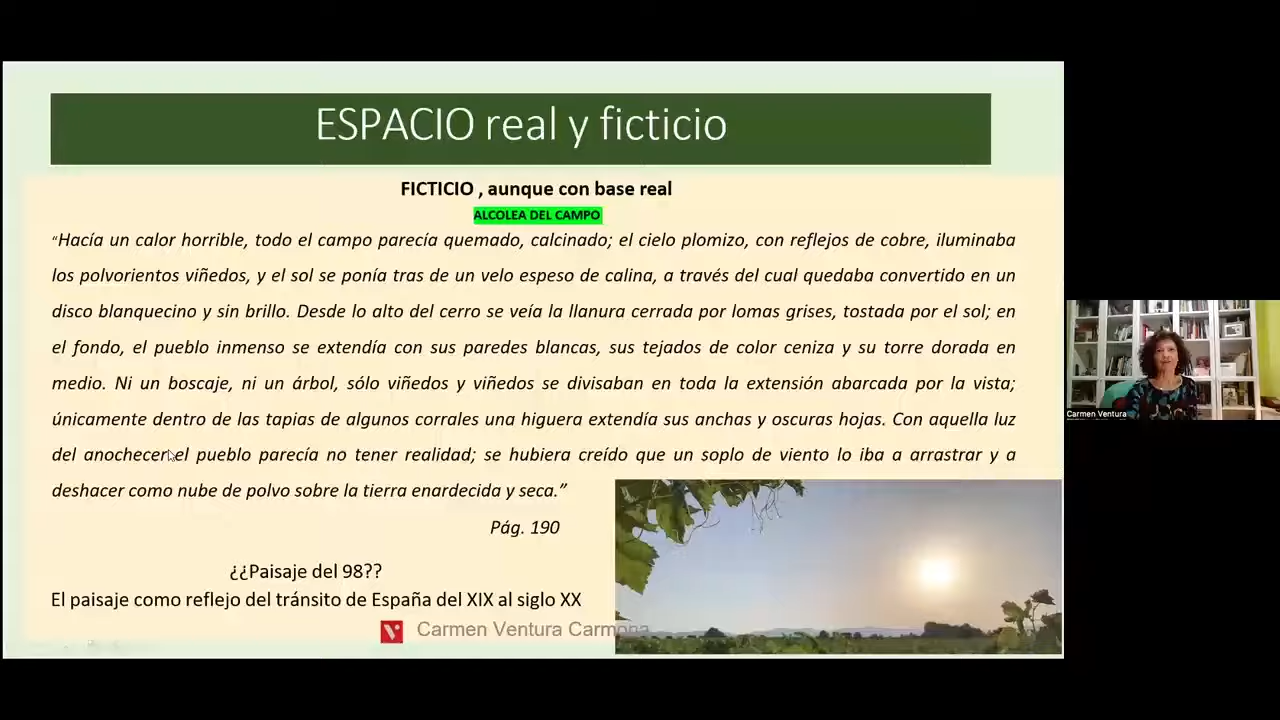 ESPACIO real y ficticio
FICTICIO , aunque con base real
ALCOLEA DEL CAMPO
“Hacía un calor horrible, todo el campo parecía quemado, calcinado; el cielo plomizo, con reflejos de cobre, iluminaba
los polvorientos viñedos, y el sol se ponía tras de un velo espeso de calina, a través del cual quedaba convertido en un
disco blanquecino y sin brillo. Desde lo alto del cerro se veía la llanura cerrada por lomas grises, tostada por el sol; en
el fondo, el pueblo inmenso se extendía con sus paredes blancas, sus tejados de color ceniza y su torre dorada en
medio. Ni un boscaje, ni un árbol, sólo viñedos y viñedos se divisaban en toda la extensión abarcada por la vista;
únicamente dentro de las tapias de algunos corrales una higuera extendía sus anchas y oscuras hojas. Con aquella luz
del anochecer el pueblo parecía no tener realidad; se hubiera creído que un soplo de viento lo iba a arrastrar y a
deshacer como nube de polvo sobre la tierra enardecida y seca.”
Pág. 190
¿¿Paisaje del 98??
El paisaje como reflejo del tránsito de España del XIX al siglo XX
Carmen Ventura Carmona
Carmen Ventura